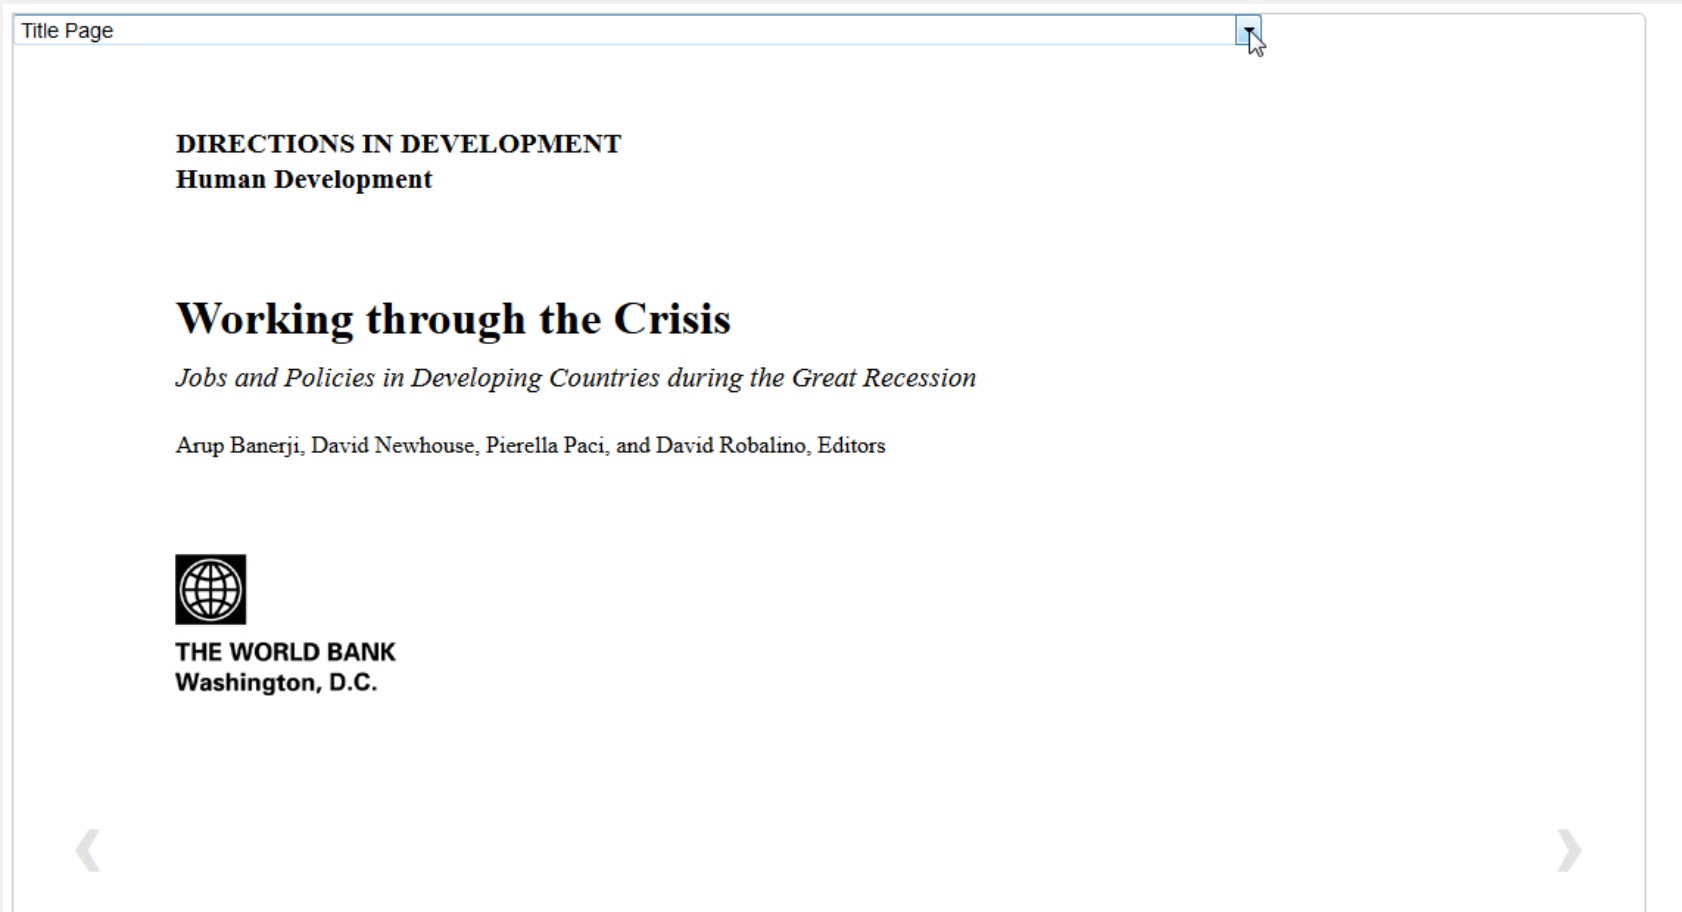 Title Page
DIRECTIONS IN DEVELOPMENT
Human Development
Working through the Crisis
Jobs and Policies in Developing Countries during the Great Recession
Arup Banerji, David Newhouse, Pierella Paci, and David Robalino, Editors
THE WORLD BANK
Washington, D.C.